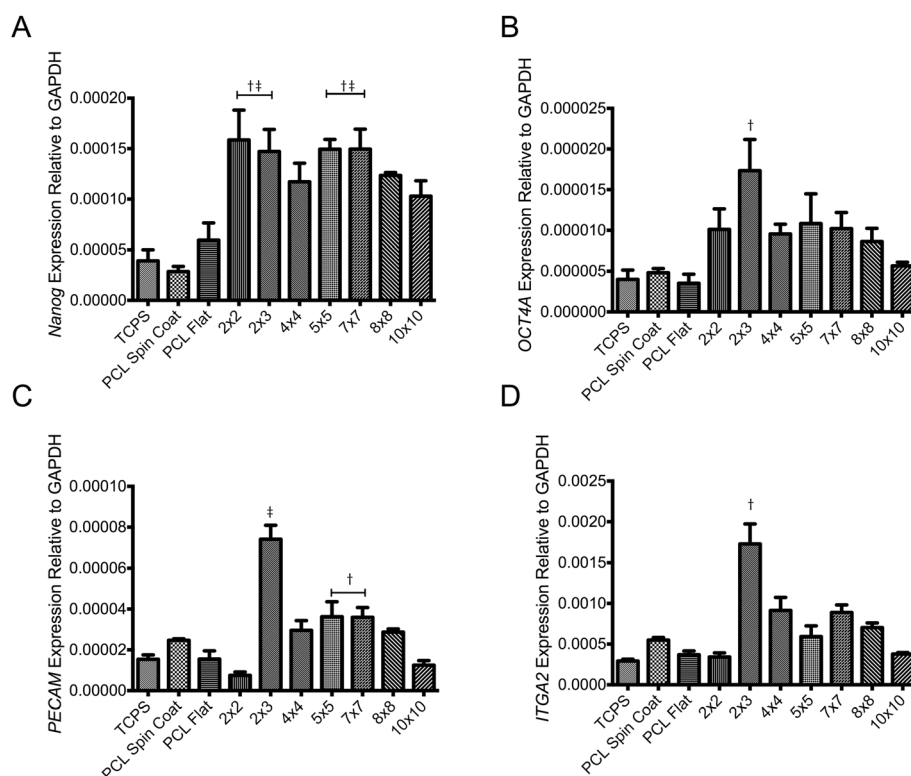 A
Nanog Expression Relative to GAPDH
0.00020
0.00015
0.00010
0.00005
0.00000
†‡
†‡
TCPS
PCL Spin Coat
PCL Flat
2x2
2x3
4x4
5x5
7x7
8x8
10x10
B
OCT4A Expression Relative to GAPDH
0.000025
0.000020
0.000015
0.000010
0.000005
0.000000
†
TCPS
PCL Spin Coat
PCL Flat
2x2
2x3
4x4
5x5
7x7
8x8
10x10
C
PECAM Expression Relative to GAPDH
0.00010
0.00008
0.00006
0.00004
0.00002
0.00000
‡
†
TCPS
PCL Spin Coat
PCL Flat
2x2
2x3
4x4
5x5
7x7
8x8
10x10
D
ITGA2 Expression Relative to GAPDH
0.0025
0.0020
0.0015
0.0010
0.0005
0.0000
†
TCPS
PCL Spin Coat
PCL Flat
2x2
2x3
4x4
5x5
7x7
8x8
10x10